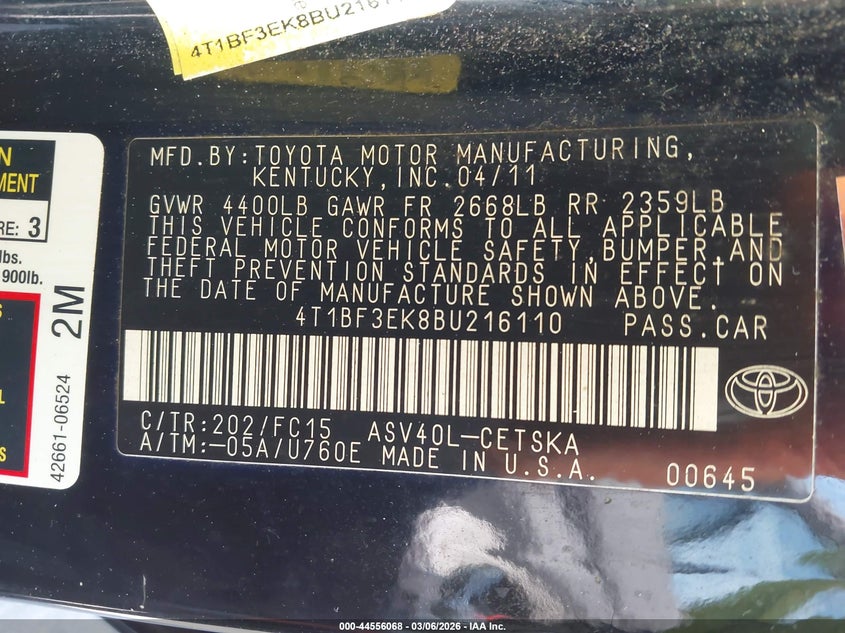 4T1BF3EK8BU21611
MFD.BY:TOYOTA MOTOR MANUFACTURING,
KENTUCKY,INC.04/11
GVWR 4400LB GAWR FR 2668LB RR 2359LB
THIS VEHICLE CONFORMS TO ALL APPLICABLE
FEDERAL MOTOR VEHICLE SAFETY,BUMPER,AND
THEFT PREVENTION STANDARDS IN EFFECT ON
THE DATE OF MANUFACTURE SHOWN ABOVE.
4T1BF3EK8BU216110 PASS.CAR
C/TR:202/FC15 ASV40L-CETSKA
A/TM:-05A/U760E MADE IN U.S.A. 00645
N
MENT
RE: 3
lbs.
900lb.
S
L
S
42661-06524 2M
000-44556068 - 03/06/2026 - IAA Inc.